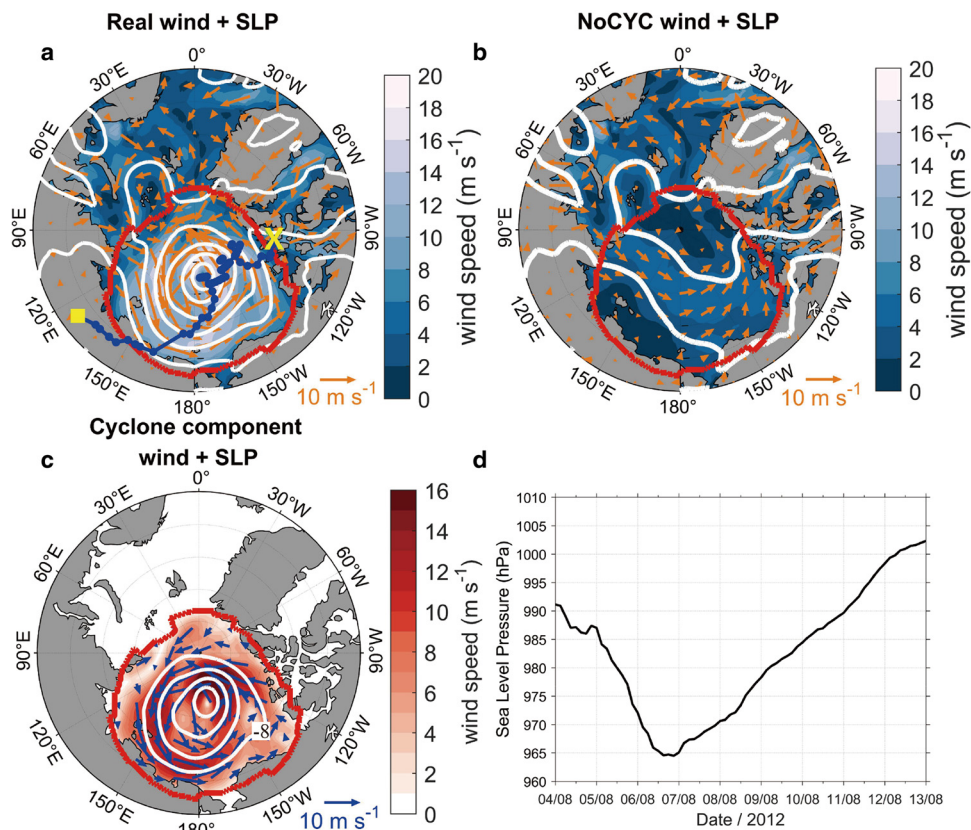 Real wind + SLP
NoCYC wind + SLP
a
b
0°
30°W
60°W
90°W
120°W
150°W
180°
150°E
120°E
90°E
60°E
30°E
X
20
18
16
14
12
10
8
6
4
2
0
wind speed (m s⁻¹)
10 m s⁻¹
0°
30°W
60°W
90°W
120°W
150°W
180°
150°E
120°E
90°E
60°E
30°E
20
18
16
14
12
10
8
6
4
2
0
wind speed (m s⁻¹)
10 m s⁻¹
Cyclone component
wind + SLP
c
d
0°
30°W
60°W
90°W
120°W
150°W
180°
150°E
120°E
90°E
60°E
30°E
-8
16
14
12
10
8
6
4
2
0
wind speed (m s⁻¹)
10 m s⁻¹
Sea Level Pressure (hPa)
1010
1005
1000
995
990
985
980
975
970
965
960
04/08 05/08 06/08 07/08 08/08 09/08 10/08 11/08 12/08 13/08
Date / 2012